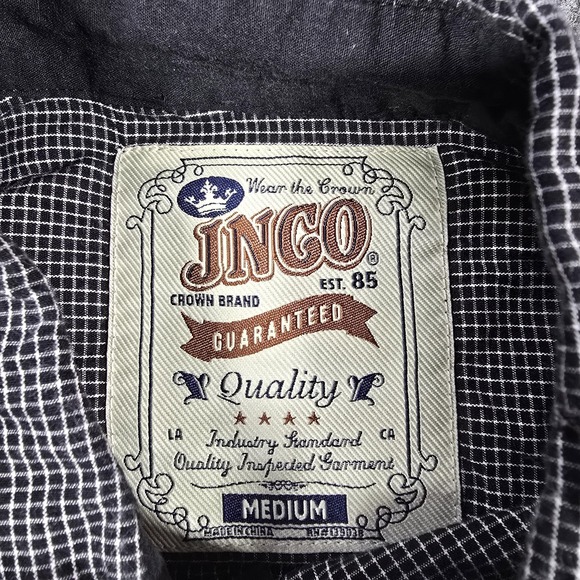 Wear the Crown
JNCO®
EST. 85
CROWN BRAND
GUARANTEED
Quality
LA Industry Standard CA
Quality Inspected Garment
MEDIUM
MADE IN CHINA